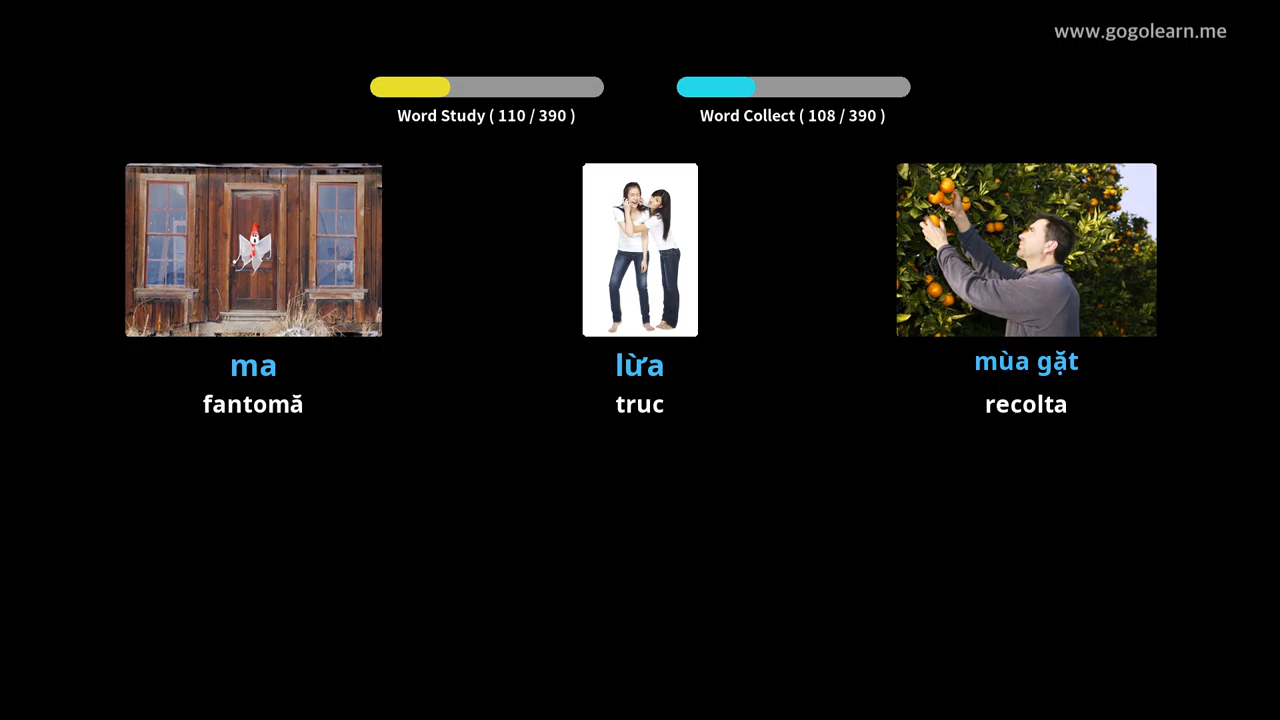 www.gogolearn.me
Word Study ( 110 / 390 )
Word Collect ( 108 / 390 )
ma
lừa
mùa gặt
fantomă
truc
recolta